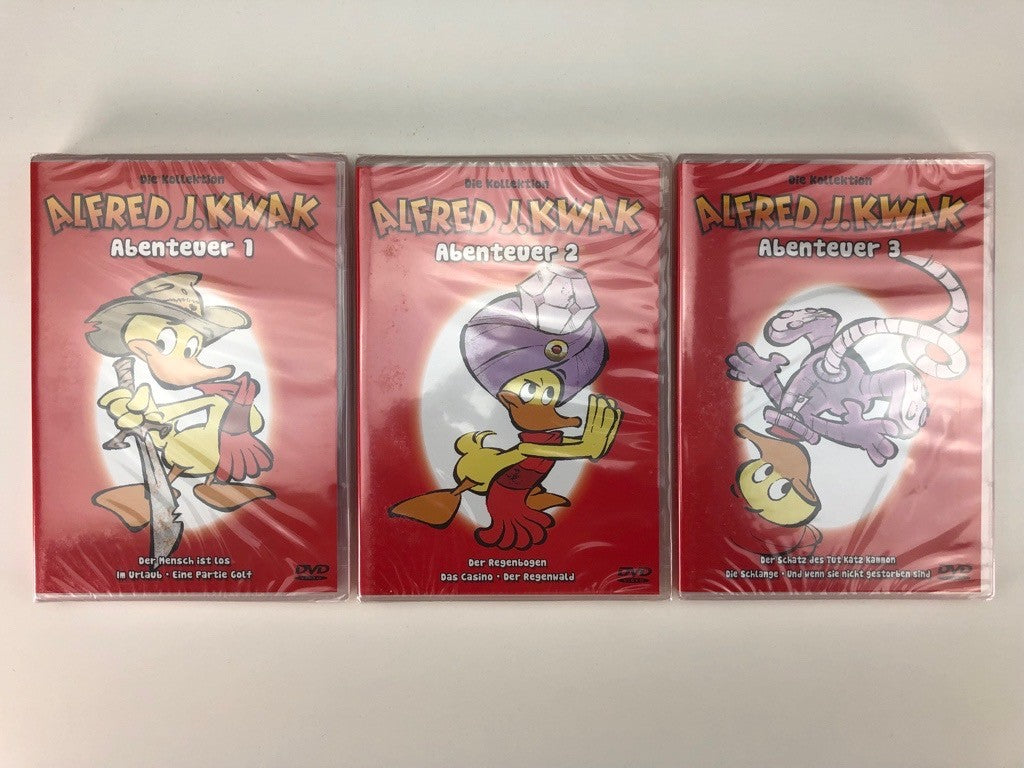 Die Kollektion
ALFRED J. KWAK
Abenteuer 1
Der Mensch ist los
Im Urlaub • Eine Partie Golf
DVD
VIDEO
Die Kollektion
ALFRED J. KWAK
Abenteuer 2
Der Regenbogen
Das Casino • Der Regenwald
DVD
VIDEO
Die Kollektion
ALFRED J. KWAK
Abenteuer 3
Der Schatz des Tut Katz Kamon
Die Schlange • Und wenn sie nicht gestorben sind
DVD